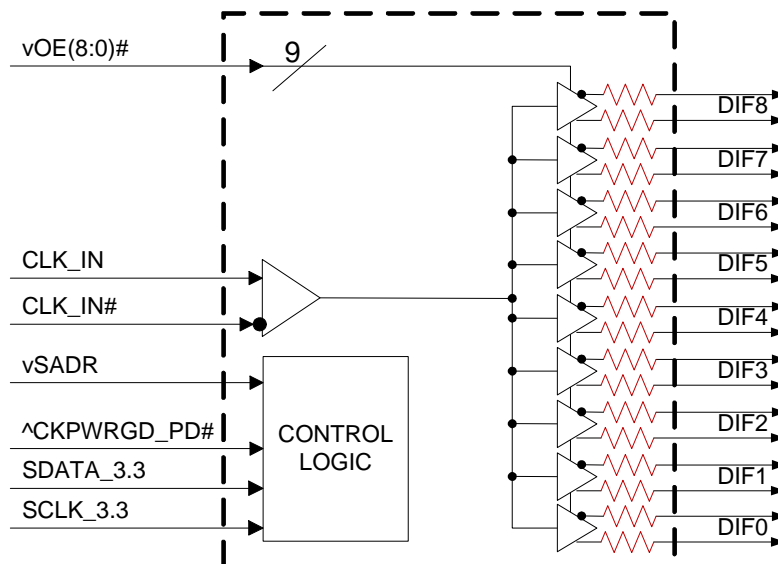 vOE(8:0)#
9
DIF8
DIF7
DIF6
CLK_IN
DIF5
CLK_IN#
DIF4
vSADR
DIF3
^CKPWRGD_PD#
CONTROL
LOGIC
DIF2
SDATA_3.3
DIF1
SCLK_3.3
DIF0